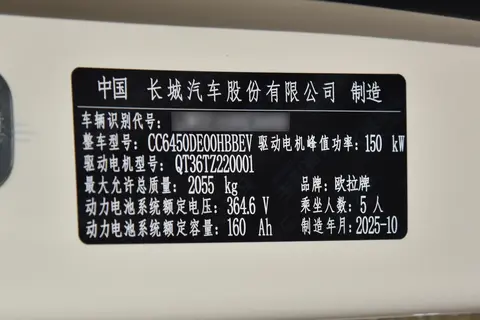 中国 长城汽车股份有限公司 制造
车辆识别代号:
整车型号: CC6450DE00HBBEV 驱动电机峰值功率: 150 kW
驱动电机型号: QT36TZ220001
最大允许总质量: 2055 kg 品牌: 欧拉牌
动力电池系统额定电压: 364.6 V 乘坐人数: 5 人
动力电池系统额定容量: 160 Ah 制造年月: 2025-10